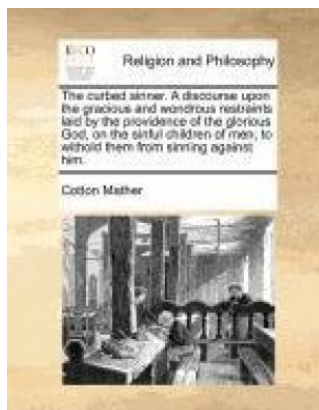 ECCO
Religion and Philosophy
The curbed sinner. A discourse upon
the gracious and wondrous restraints
laid by the providence of the glorious
God, on the sinful children of men, to
withold them from sinning against
him.
Cotton Mather